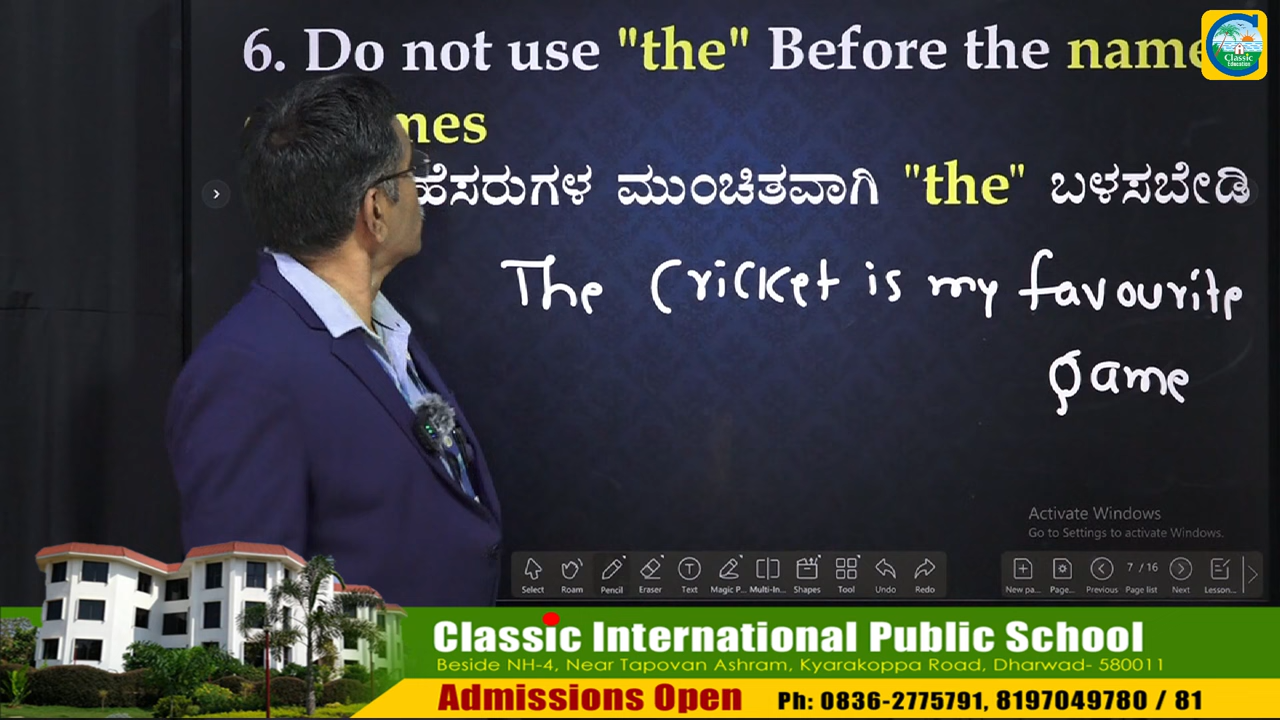 6. Do not use "the" Before the name
mes
ಹೆಸರುಗಳ ಮುಂಚಿತವಾಗಿ "the" ಬಳಸಬೇಡಿ
The Cricket is my favourite
game
Classic
Education
Activate Windows
Go to Settings to activate Windows.
Select Roam Pencil Eraser Text Magic P... Multi-In... Shapes Tool Undo Redo
New pa... Page... Previous 7 / 16 Page list Next Lesson...
Classic International Public School
Beside NH-4, Near Tapovan Ashram, Kyarakoppa Road, Dharwad- 580011
Admissions Open Ph: 0836-2775791, 8197049780 / 81